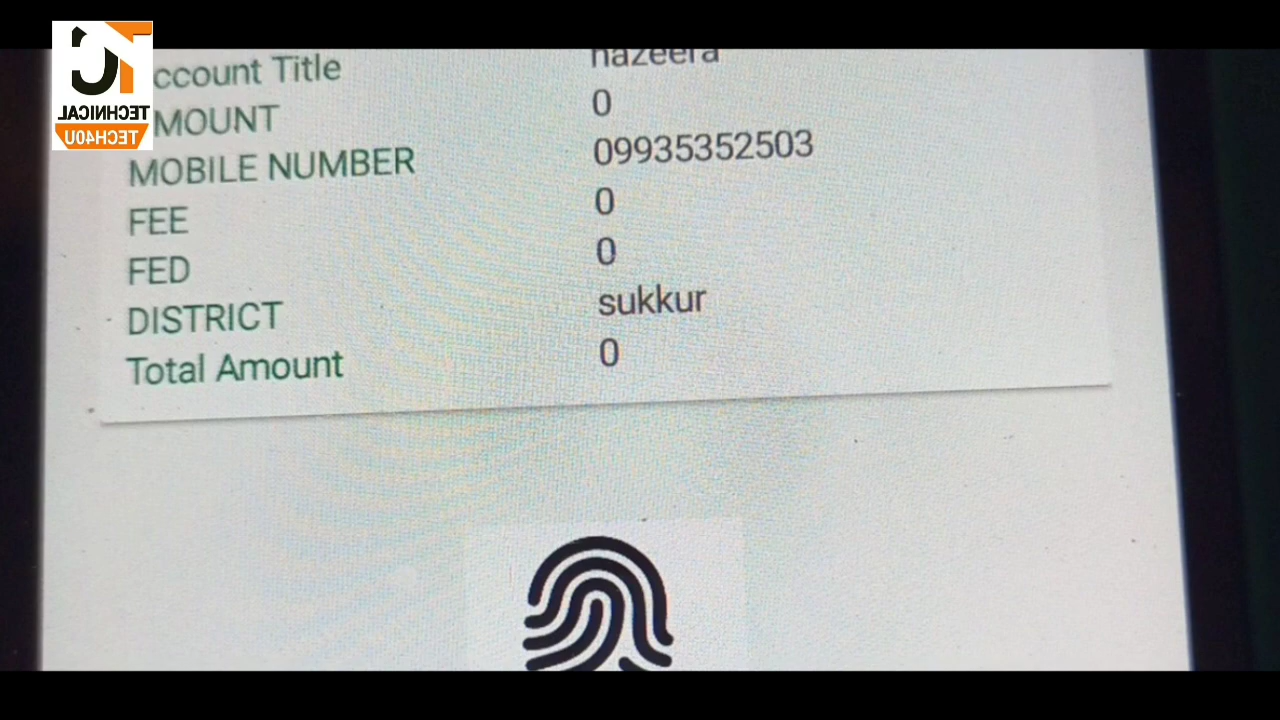 TECHNICAL
TECH4OU
ccount Title nazeera
MOUNT 0
MOBILE NUMBER 09935352503
FEE 0
FED 0
DISTRICT sukkur
Total Amount 0